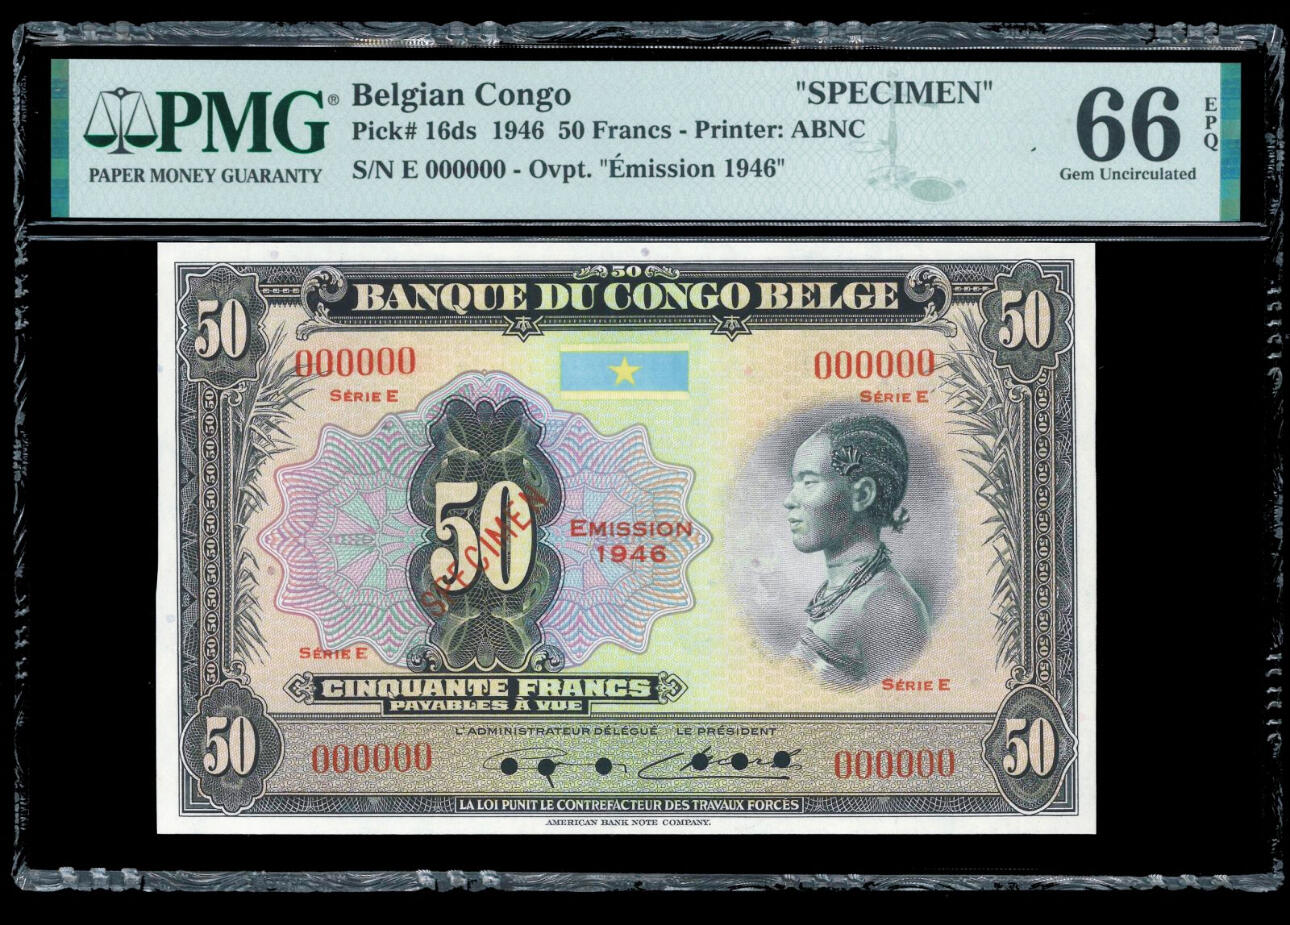 PMG®
PAPER MONEY GUARANTY
Belgian Congo "SPECIMEN"
Pick# 16ds 1946 50 Francs - Printer: ABNC
S/N E 000000 - Ovpt. "Émission 1946"
66 EPQ
Gem Uncirculated
50
BANQUE DU CONGO BELGE
50 50
000000 000000
SÉRIE E SÉRIE E
50
SPECIMEN
EMISSION
1946
SÉRIE E
SÉRIE E
CINQUANTE FRANCS
PAYABLES À VUE
L'ADMINISTRATEUR DÉLÉGUÉ LE PRÉSIDENT
50 000000 000000 50
LA LOI PUNIT LE CONTREFACTEUR DES TRAVAUX FORCÉS
AMERICAN BANK NOTE COMPANY.